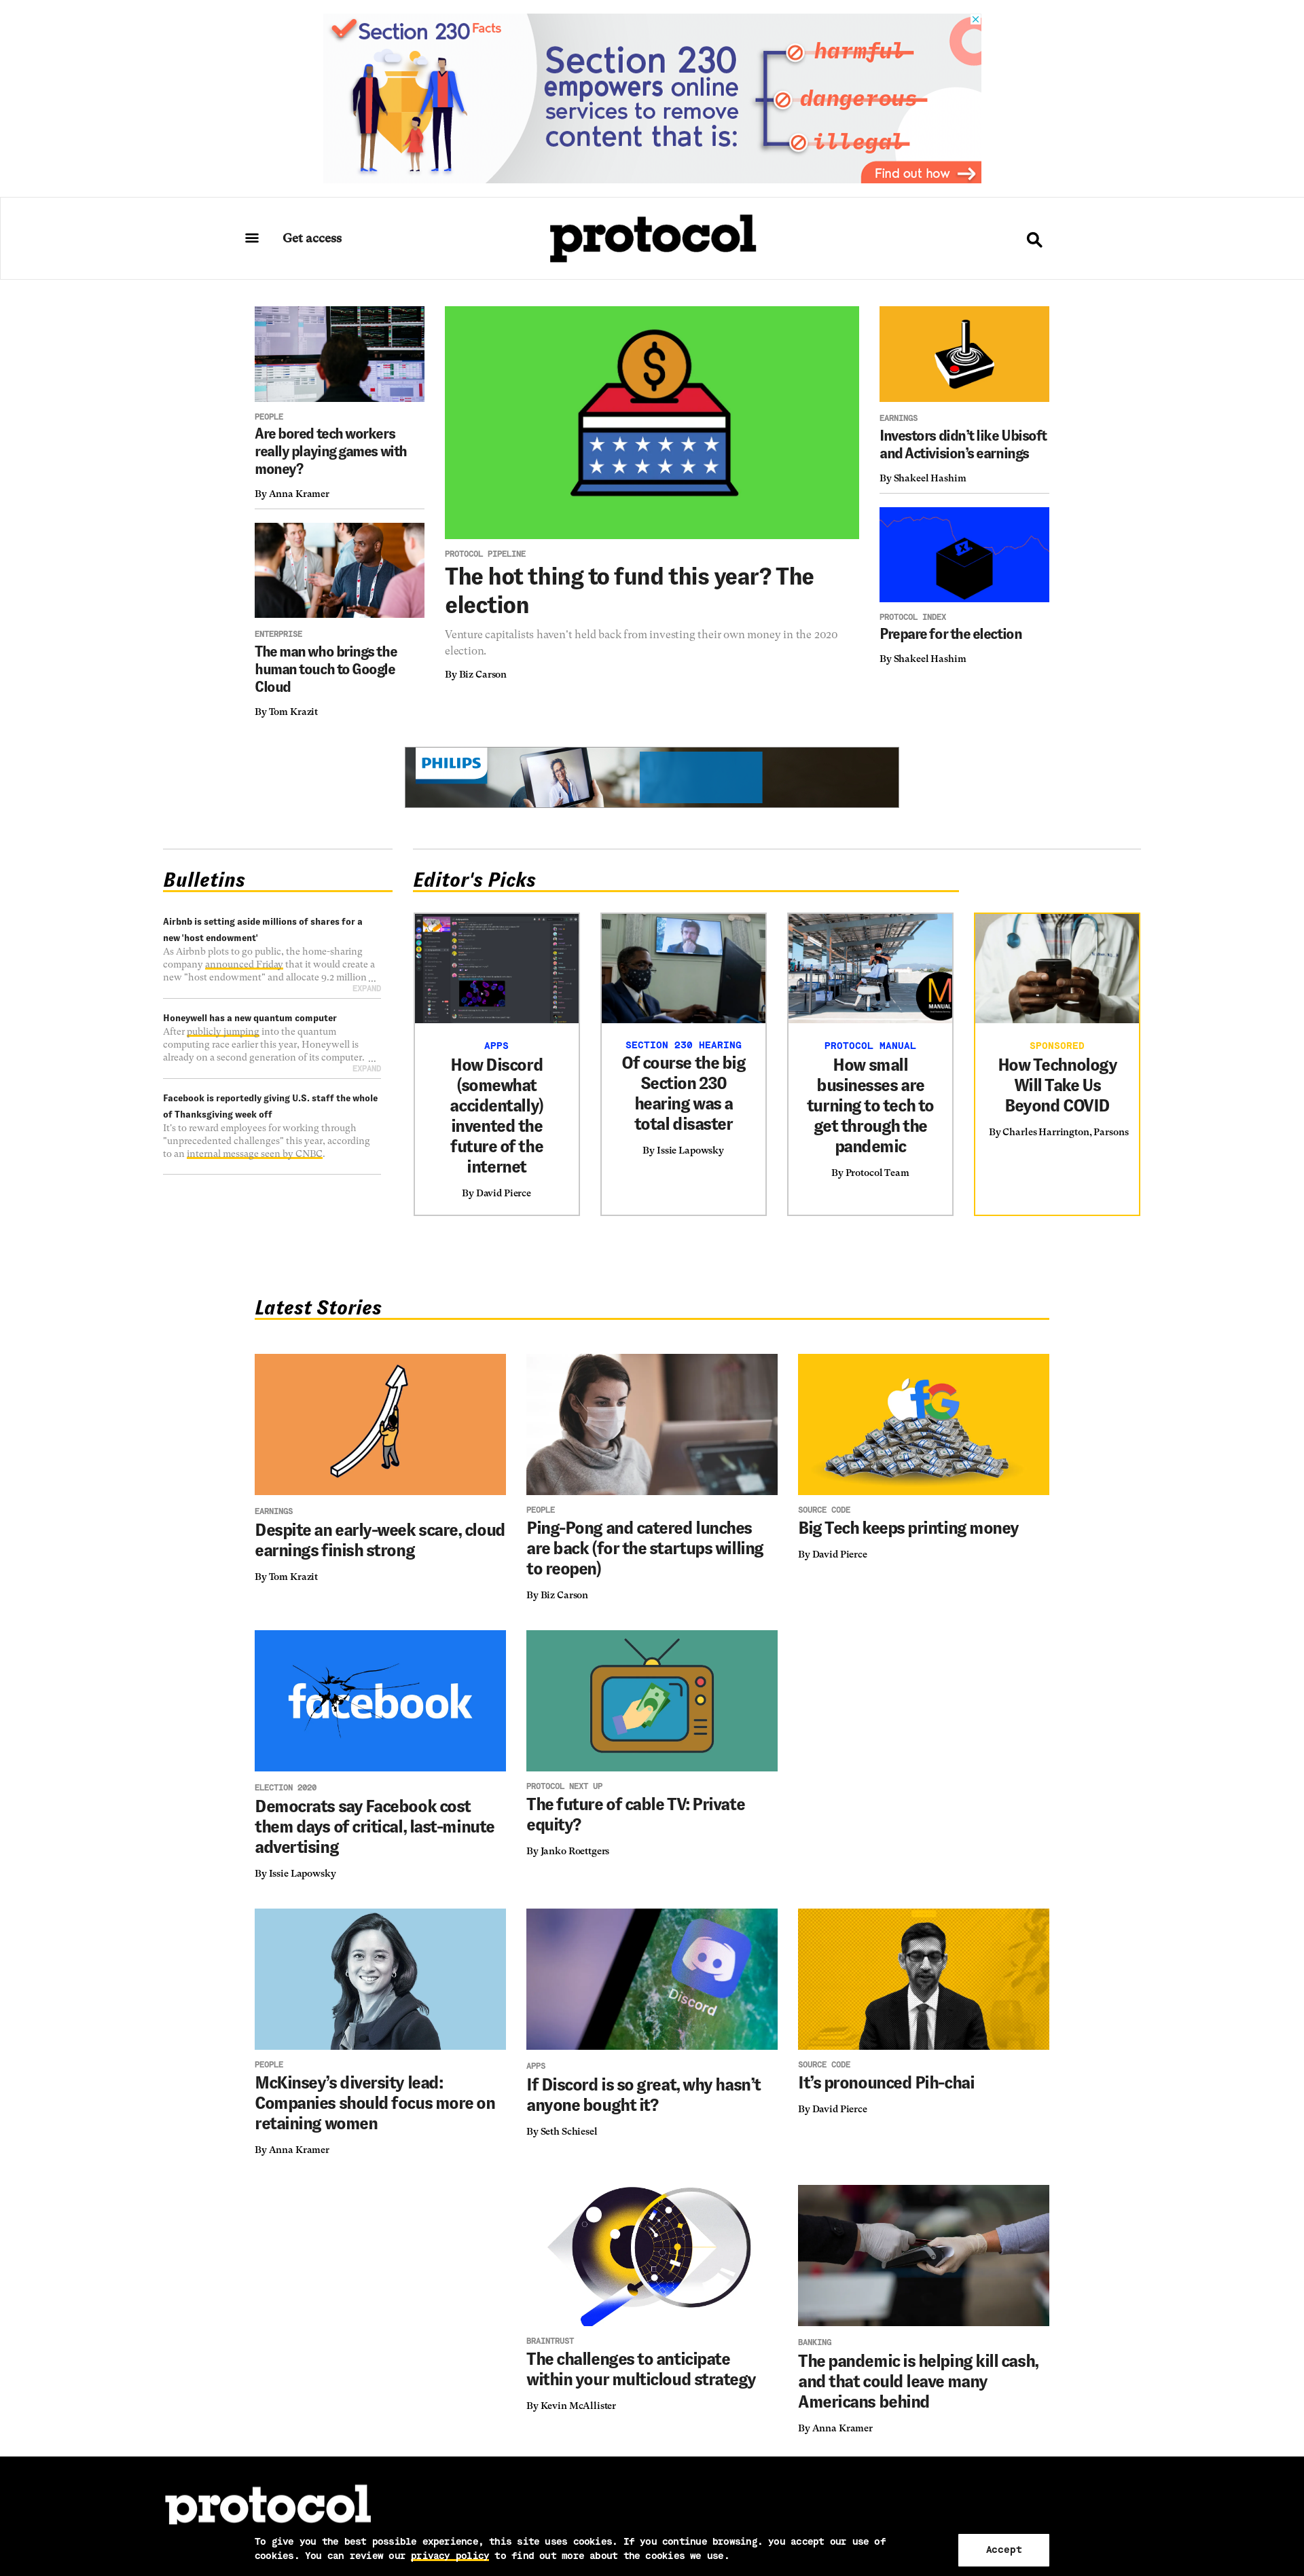 Section 230 Facts
Section 230
empowers online
services to remove
content that is:
harmful
dangerous
illegal
Find out how
Get access
protocol
PEOPLE
Are bored tech workers
really playing games with
money?
By Anna Kramer
ENTERPRISE
The man who brings the
human touch to Google
Cloud
By Tom Krazit
PROTOCOL PIPELINE
The hot thing to fund this year? The
election
Venture capitalists haven't held back from investing their own money in the 2020
election.
By Biz Carson
EARNINGS
Investors didn’t like Ubisoft
and Activision’s earnings
By Shakeel Hashim
PROTOCOL INDEX
Prepare for the election
By Shakeel Hashim
PHILIPS
Bulletins
Airbnb is setting aside millions of shares for a
new 'host endowment'
As Airbnb plots to go public, the home-sharing
company announced Friday that it would create a
new "host endowment" and allocate 9.2 million ...
EXPAND
Honeywell has a new quantum computer
After publicly jumping into the quantum
computing race earlier this year, Honeywell is
already on a second generation of its computer. ...
EXPAND
Facebook is reportedly giving U.S. staff the whole
of Thanksgiving week off
It's to reward employees for working through
"unprecedented challenges" this year, according
to an internal message seen by CNBC.
Editor's Picks
APPS
How Discord
(somewhat
accidentally)
invented the
future of the
internet
By David Pierce
SECTION 230 HEARING
Of course the big
Section 230
hearing was a
total disaster
By Issie Lapowsky
MANUAL
PROTOCOL MANUAL
How small
businesses are
turning to tech to
get through the
pandemic
By Protocol Team
SPONSORED
How Technology
Will Take Us
Beyond COVID
By Charles Harrington, Parsons
Latest Stories
EARNINGS
Despite an early-week scare, cloud
earnings finish strong
By Tom Krazit
PEOPLE
Ping-Pong and catered lunches
are back (for the startups willing
to reopen)
By Biz Carson
SOURCE CODE
Big Tech keeps printing money
By David Pierce
facebook
ELECTION 2020
Democrats say Facebook cost
them days of critical, last-minute
advertising
By Issie Lapowsky
PROTOCOL NEXT UP
The future of cable TV: Private
equity?
By Janko Roettgers
PEOPLE
McKinsey’s diversity lead:
Companies should focus more on
retaining women
By Anna Kramer
Discord
APPS
If Discord is so great, why hasn’t
anyone bought it?
By Seth Schiesel
SOURCE CODE
It’s pronounced Pih-chai
By David Pierce
BRAINTRUST
The challenges to anticipate
within your multicloud strategy
By Kevin McAllister
BANKING
The pandemic is helping kill cash,
and that could leave many
Americans behind
By Anna Kramer
protocol
To give you the best possible experience, this site uses cookies. If you continue browsing. you accept our use of
cookies. You can review our privacy policy to find out more about the cookies we use.
Accept